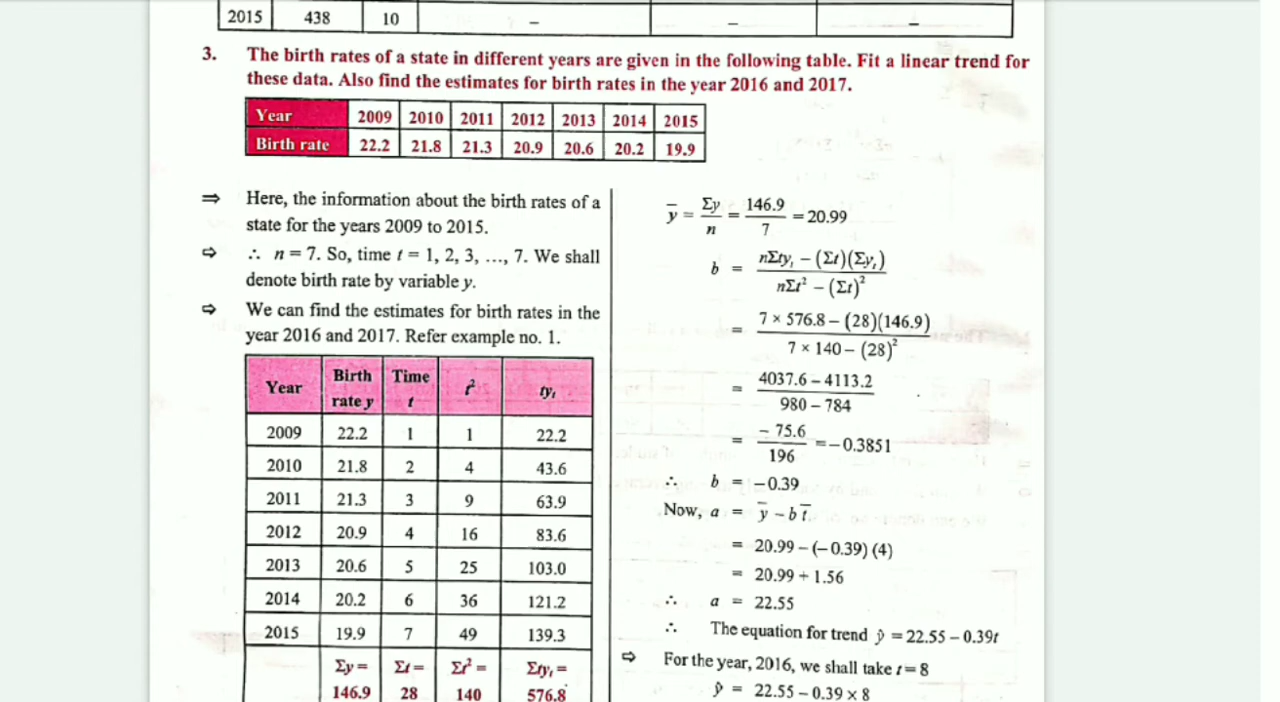 2015 438 10 – – –
3. The birth rates of a state in different years are given in the following table. Fit a linear trend for
these data. Also find the estimates for birth rates in the year 2016 and 2017.
Year 2009 2010 2011 2012 2013 2014 2015
Birth rate 22.2 21.8 21.3 20.9 20.6 20.2 19.9
⇒ Here, the information about the birth rates of a
state for the years 2009 to 2015.
⇨ ∴ n = 7. So, time t = 1, 2, 3, ..., 7. We shall
denote birth rate by variable y.
⇨ We can find the estimates for birth rates in the
year 2016 and 2017. Refer example no. 1.
Year Birth rate y Time t t² tyₜ
2009 22.2 1 1 22.2
2010 21.8 2 4 43.6
2011 21.3 3 9 63.9
2012 20.9 4 16 83.6
2013 20.6 5 25 103.0
2014 20.2 6 36 121.2
2015 19.9 7 49 139.3
Σy = 146.9 Σt = 28 Σt² = 140 Σtyₜ = 576.8
ȳ = Σy / n = 146.9 / 7 = 20.99
b = nΣtyₜ – (Σt)(Σyₜ) / nΣt² – (Σt)²
= 7 × 576.8 – (28)(146.9) / 7 × 140 – (28)²
= 4037.6 – 4113.2 / 980 – 784
= – 75.6 / 196 = – 0.3851
∴ b = – 0.39
Now, a = ȳ – b t̄
= 20.99 – (– 0.39) (4)
= 20.99 + 1.56
∴ a = 22.55
∴ The equation for trend ŷ = 22.55 – 0.39t
⇨ For the year, 2016, we shall take t = 8
ŷ = 22.55 – 0.39 × 8